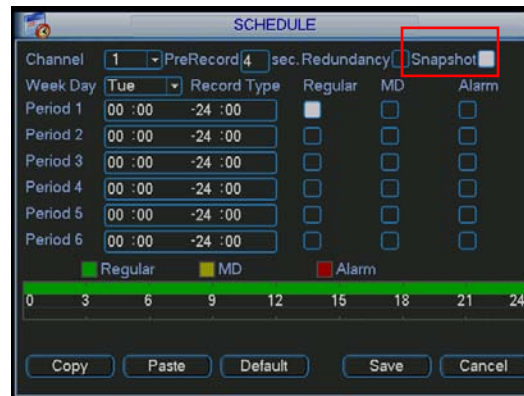 SCHEDULE
Channel 1 PreRecord 4 sec. Redundancy Snapshot
Week Day Tue Record Type Regular MD Alarm
Period 1 00 :00 -24 :00
Period 2 00 :00 -24 :00
Period 3 00 :00 -24 :00
Period 4 00 :00 -24 :00
Period 5 00 :00 -24 :00
Period 6 00 :00 -24 :00
Regular MD Alarm
0 3 6 9 12 15 18 21 24
Copy Paste Default Save Cancel